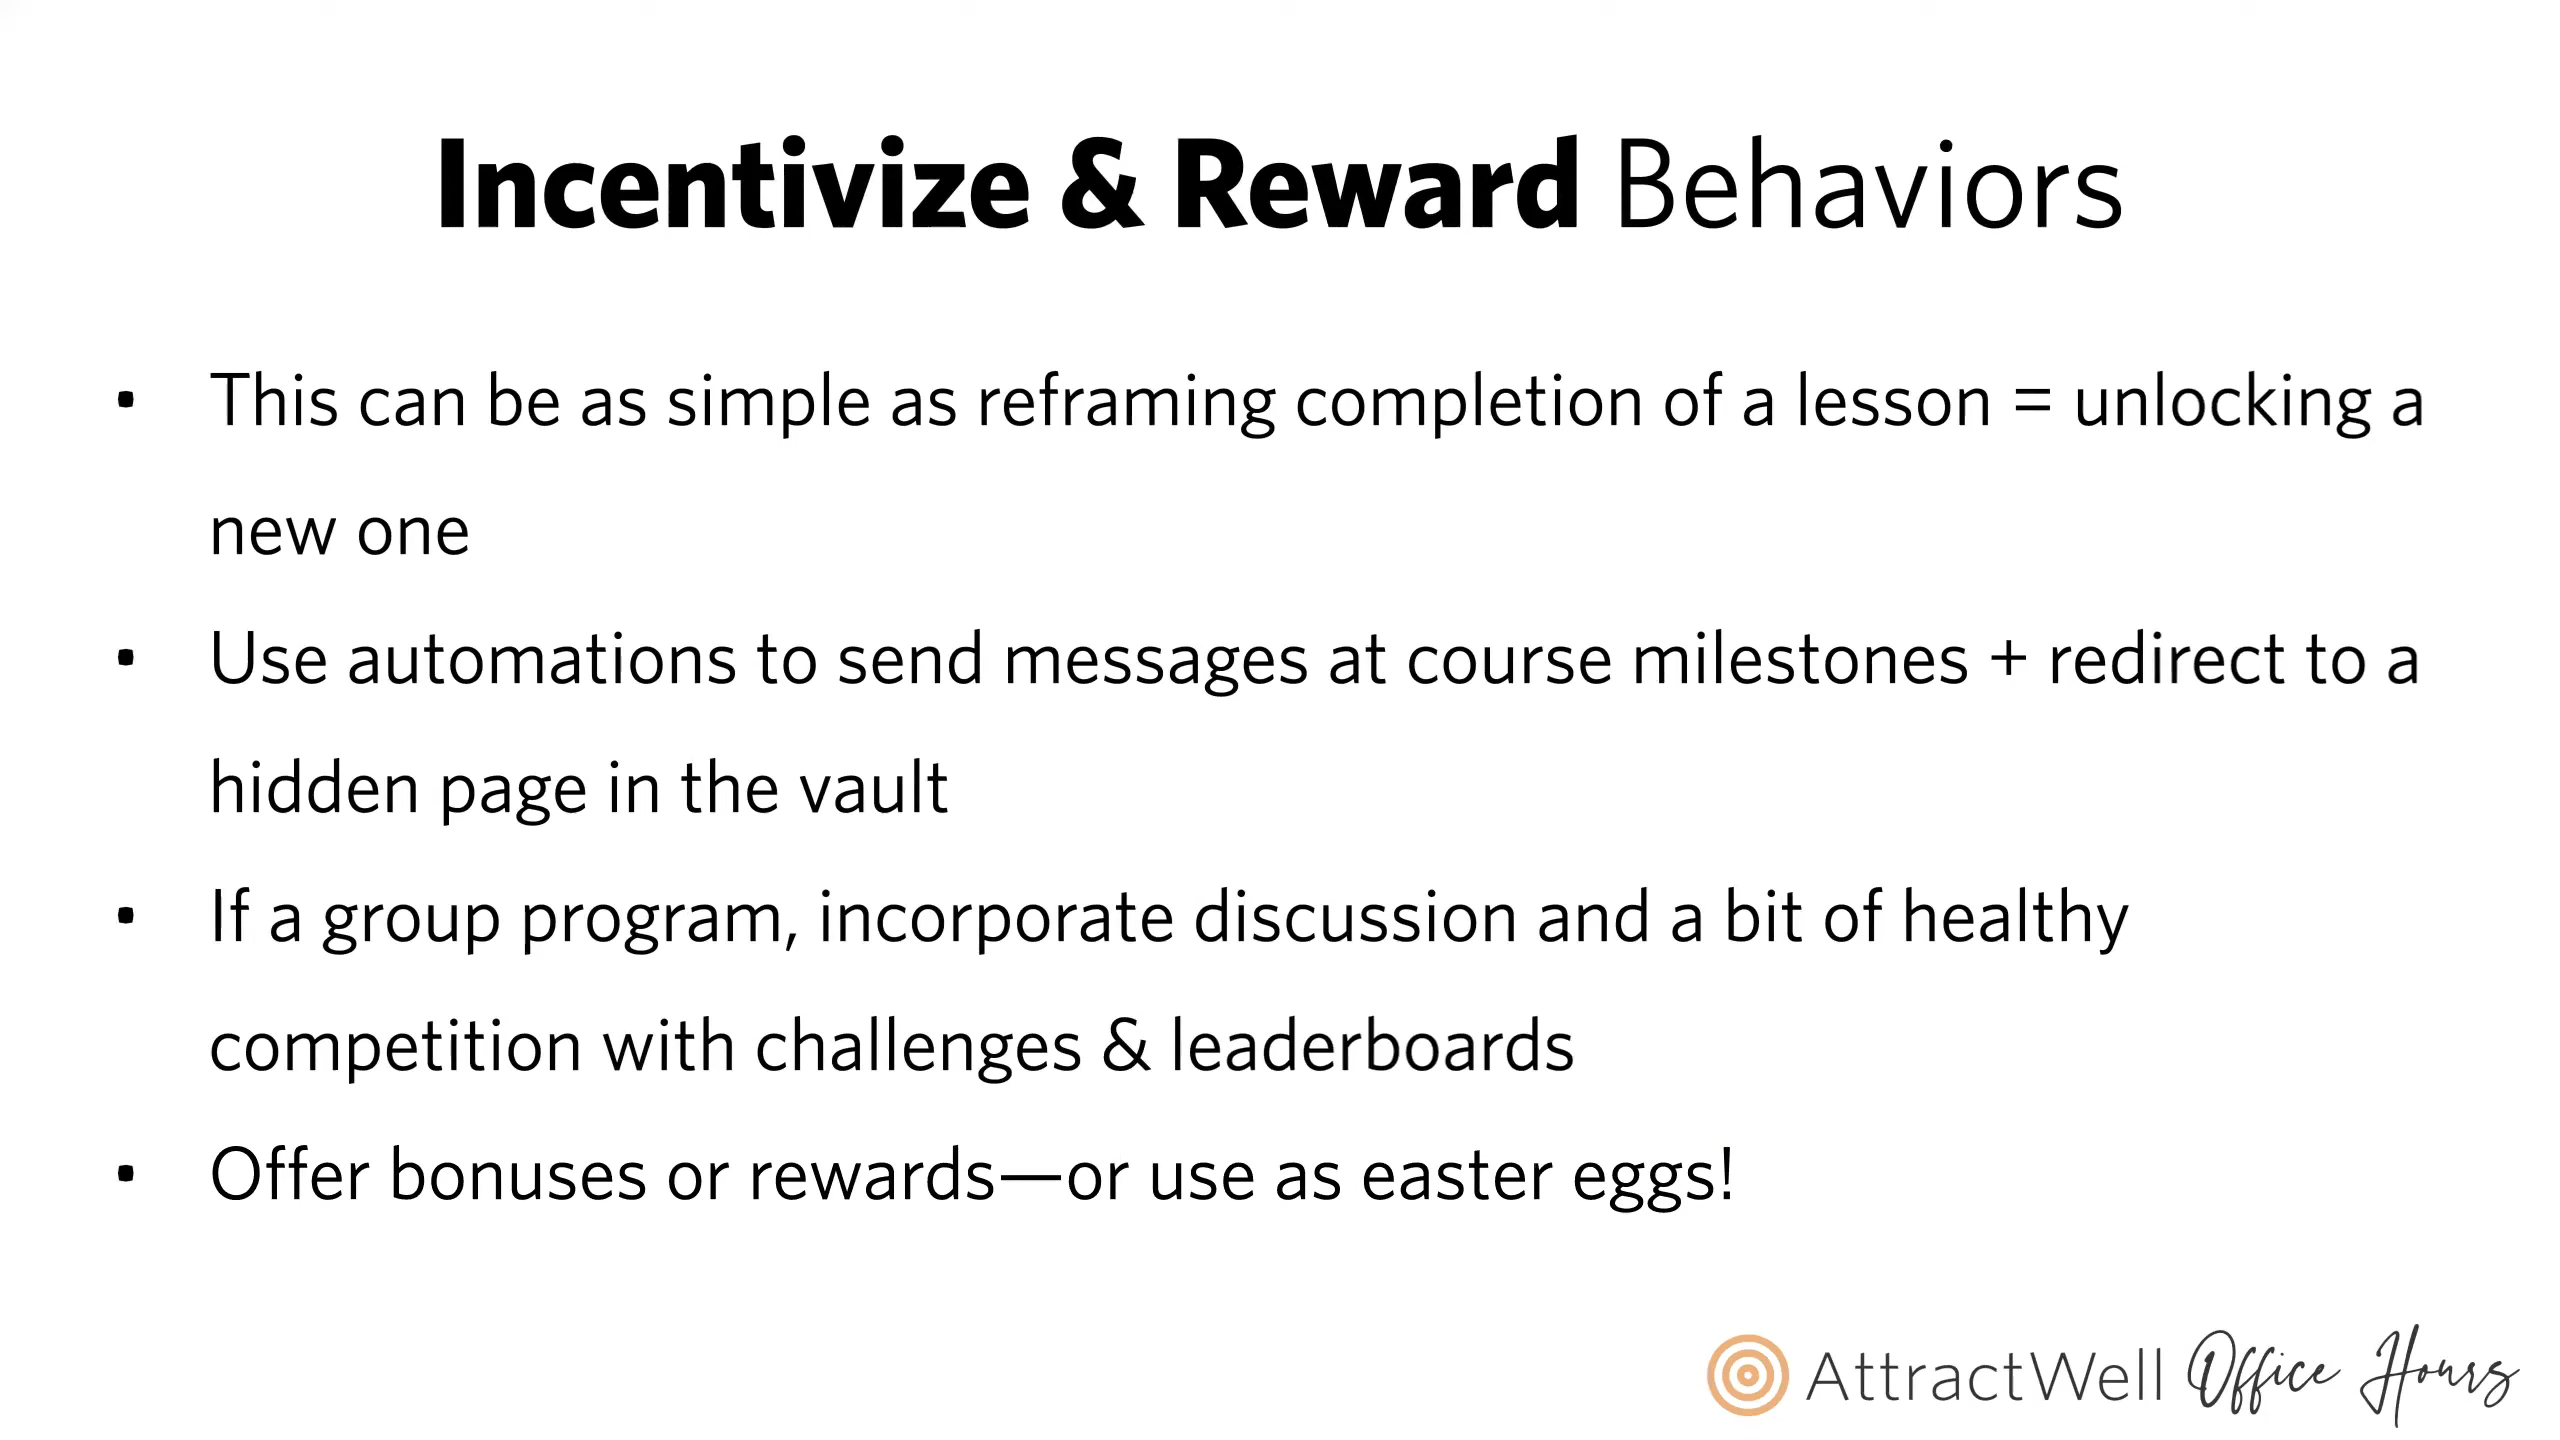 Incentivize & Reward Behaviors
• This can be as simple as reframing completion of a lesson = unlocking a
new one
• Use automations to send messages at course milestones + redirect to a
hidden page in the vault
• If a group program, incorporate discussion and a bit of healthy
competition with challenges & leaderboards
• Offer bonuses or rewards—or use as easter eggs!
AttractWell Office Hours